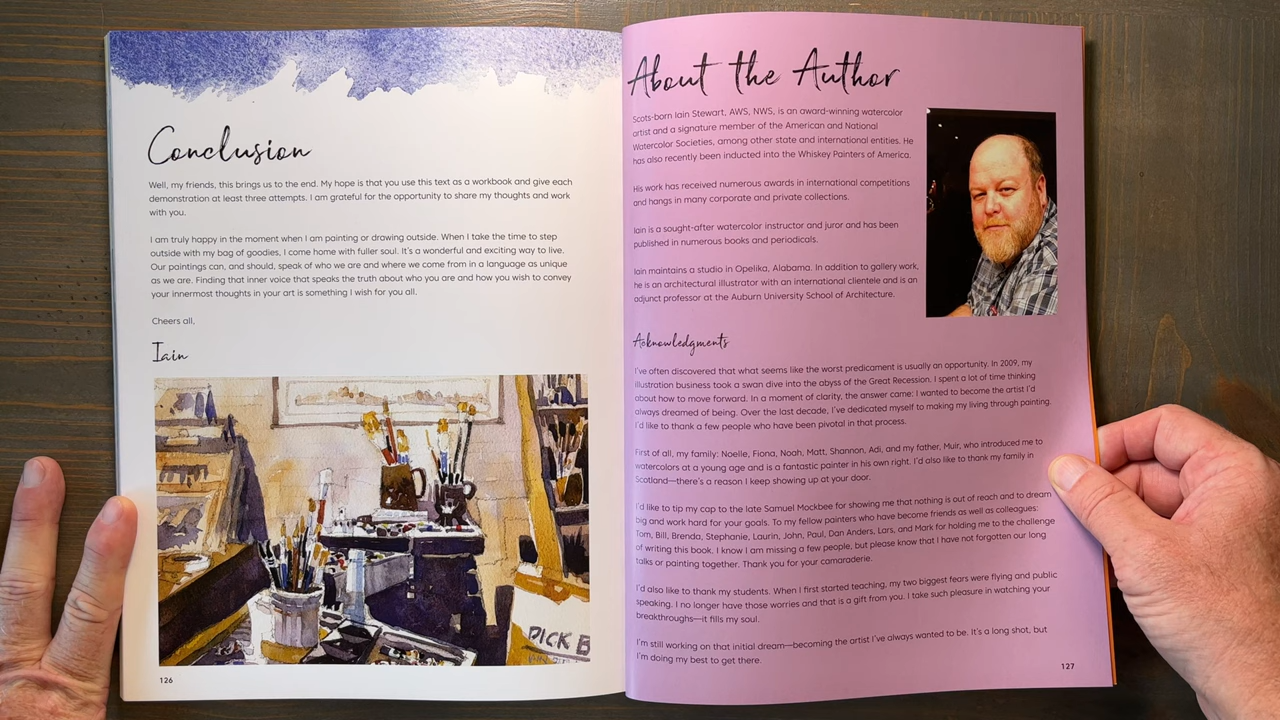 Conclusion
Well, my friends, this brings us to the end. My hope is that you use this text as a workbook and give each
demonstration at least three attempts. I am grateful for the opportunity to share my thoughts and work
with you.
I am truly happy in the moment when I am painting or drawing outside. When I take the time to step
outside with my bag of goodies, I come home with fuller soul. It's a wonderful and exciting way to live.
Our paintings can, and should, speak of who we are and where we come from in a language as unique
as we are. Finding that inner voice that speaks the truth about who you are and how you wish to convey
your innermost thoughts in your art is something I wish for you all.
Cheers all,
Iain
DICK B
126
About the Author
Scots-born Iain Stewart, AWS, NWS, is an award-winning watercolor
artist and a signature member of the American and National
Watercolor Societies, among other state and international entities. He
has also recently been inducted into the Whiskey Painters of America.
His work has received numerous awards in international competitions
and hangs in many corporate and private collections.
Iain is a sought-after watercolor instructor and juror and has been
published in numerous books and periodicals.
Iain maintains a studio in Opelika, Alabama. In addition to gallery work,
he is an architectural illustrator with an international clientele and is an
adjunct professor at the Auburn University School of Architecture.
Acknowledgments
I've often discovered that what seems like the worst predicament is usually an opportunity. In 2009, my
illustration business took a swan dive into the abyss of the Great Recession. I spent a lot of time thinking
about how to move forward. In a moment of clarity, the answer came: I wanted to become the artist I'd
always dreamed of being. Over the last decade, I've dedicated myself to making my living through painting.
I'd like to thank a few people who have been pivotal in that process.
First of all, my family: Noelle, Fiona, Noah, Matt, Shannon, Adi, and my father, Muir, who introduced me to
watercolors at a young age and is a fantastic painter in his own right. I'd also like to thank my family in
Scotland—there's a reason I keep showing up at your door.
I'd like to tip my cap to the late Samuel Mockbee for showing me that nothing is out of reach and to dream
big and work hard for your goals. To my fellow painters who have become friends as well as colleagues:
Tom, Bill, Brenda, Stephanie, Laurin, John, Paul, Dan Anders, Lars, and Mark for holding me to the challenge
of writing this book. I know I am missing a few people, but please know that I have not forgotten our long
talks or painting together. Thank you for your camaraderie.
I'd also like to thank my students. When I first started teaching, my two biggest fears were flying and public
speaking. I no longer have those worries and that is a gift from you. I take such pleasure in watching your
breakthroughs—it fills my soul.
I'm still working on that initial dream—becoming the artist I've always wanted to be. It's a long shot, but
I'm doing my best to get there.
127